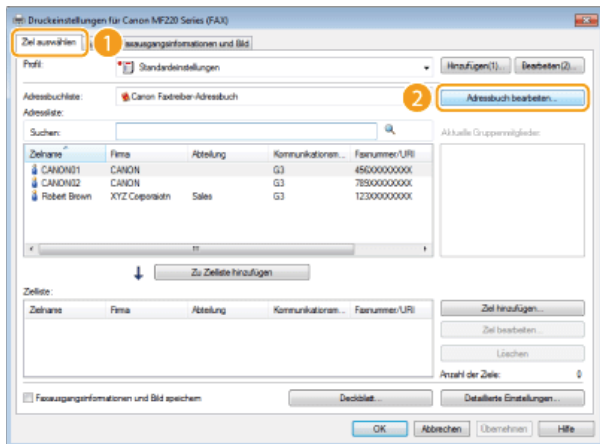 Druckeinstellungen für Canon MF220 Series (FAX)
Ziel auswählen 1 Faxausgangsinformationen und Bild
Profil: Standardeinstellungen Hinzufügen(1)... Bearbeiten(2)...
Adressbuchliste: Canon Faxtreiber-Adressbuch 2 Adressbuch bearbeiten...
Adressliste:
Suchen: Aktuelle Gruppenmitglieder:
Zielname Firma Abteilung Kommunikationsm... Faxnummer/URI
CANON01 CANON G3 456XXXXXXXX
CANON02 CANON G3 789XXXXXXXX
Robert Brown XYZ Corporaiotn Sales G3 123XXXXXXXX
Zu Zielliste hinzufügen
Zielliste:
Zielname Firma Abteilung Kommunikationsm... Faxnummer/URI
Ziel hinzufügen...
Ziel bearbeiten...
Löschen
Anzahl der Ziele: 0
Faxausgangsinformationen und Bild speichern Deckblatt... Detaillierte Einstellungen...
OK Abbrechen Übernehmen Hilfe